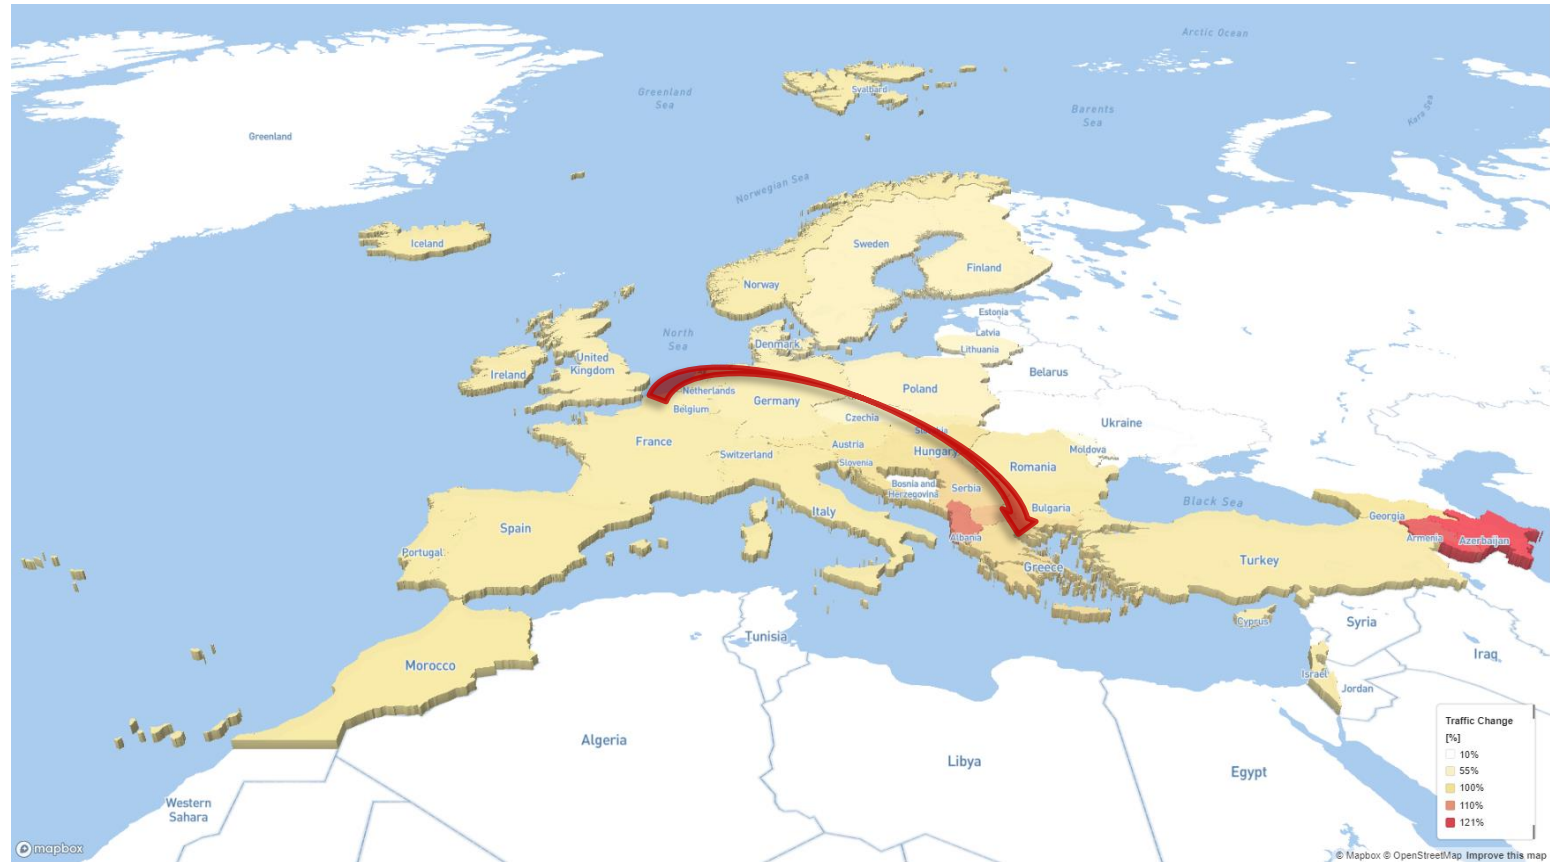 Arctic Ocean
Greenland
Sea
Svalbard
Barents
Sea
Kara Sea
Greenland
Norwegian Sea
Iceland
Sweden
Finland
Norway
Estonia
North
Sea
Latvia
Denmark
Lithuania
United
Kingdom
Ireland
Belarus
Netherlands
Poland
Germany
Belgium
Czechia
Ukraine
France
Austria
Moldova
Hungary
Switzerland
Slovenia
Romania
Bosnia and
Herzegovina
Serbia
Black Sea
Bulgaria
Italy
Georgia
Spain
Albania
Armenia
Azerbaijan
Portugal
Turkey
Greece
Cyprus
Syria
Tunisia
Iraq
Morocco
Israel
Jordan
Algeria
Libya
Egypt
Western
Sahara
Traffic Change
[%]
10%
55%
100%
110%
121%
mapbox
© Mapbox © OpenStreetMap Improve this map